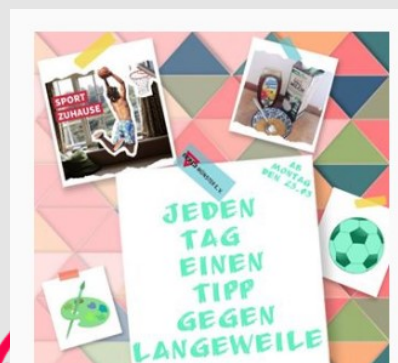 SPORT
ZUHAUSE
AB
MONTAG
DEN 23.03
JEDEN
TAG
EINEN
TIPP
GEGEN
LANGEWEILE